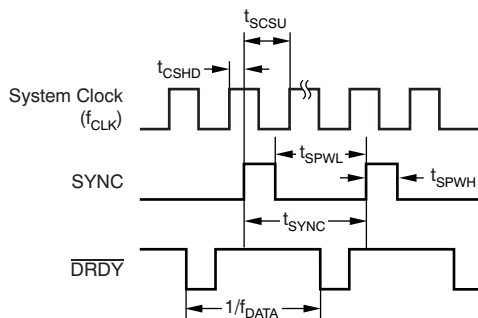 tSCSU
tCSHD
System Clock
(fCLK)
tSPWL
SYNC
tSPWH
tSYNC
DRDY
1/fDATA